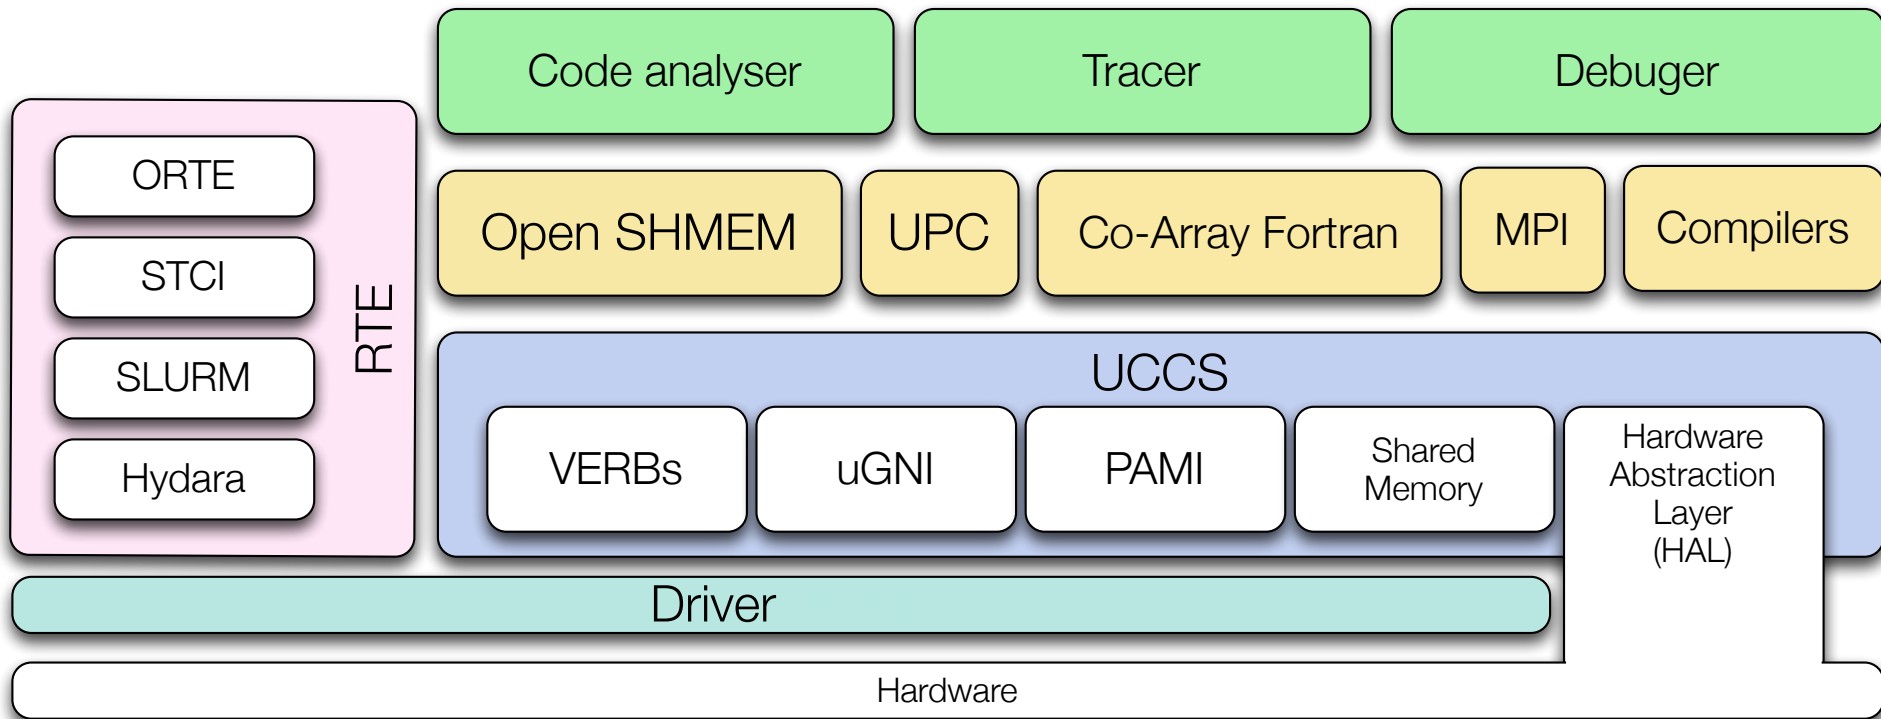 Code analyser
Tracer
Debuger
ORTE
STCI
SLURM
Hydara
RTE
Open SHMEM
UPC
Co-Array Fortran
MPI
Compilers
UCCS
VERBs
uGNI
PAMI
Shared
Memory
Hardware
Abstraction
Layer
(HAL)
Driver
Hardware